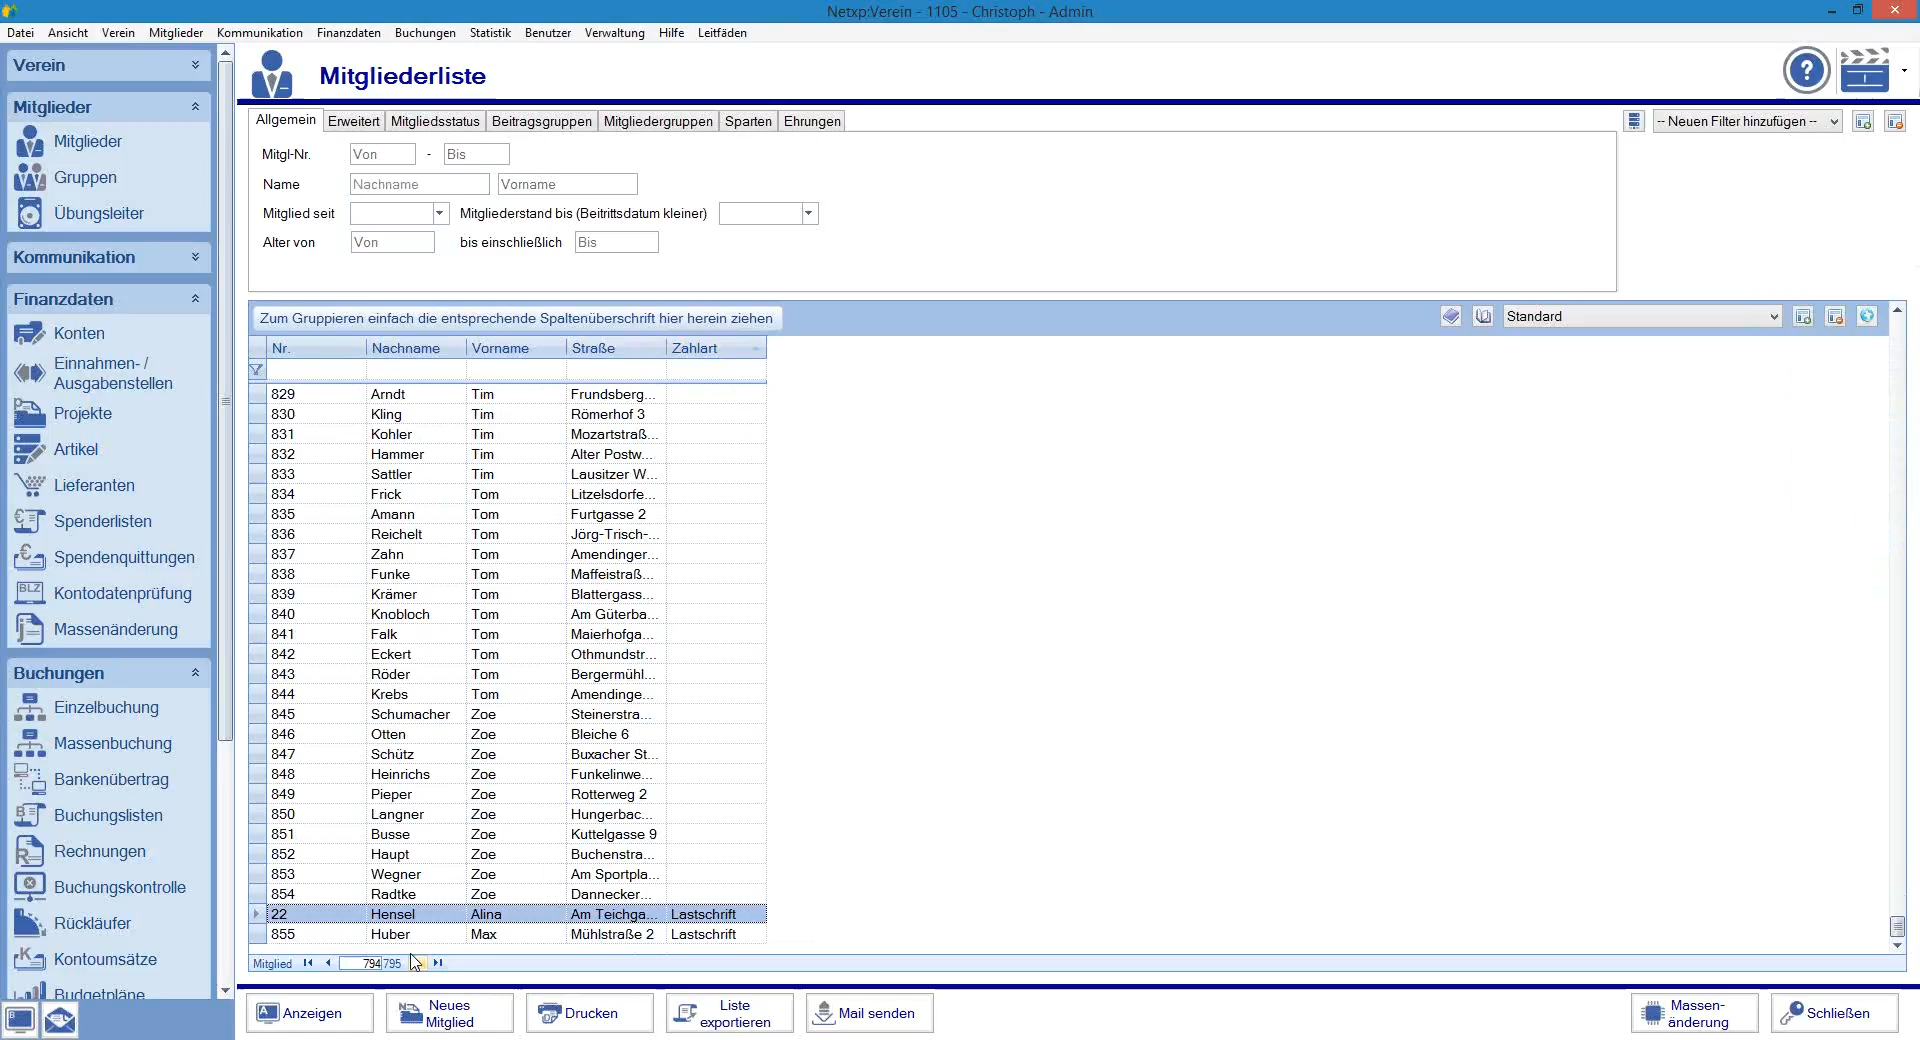 Netxp:Verein - 1105 - Christoph - Admin
Datei Ansicht Verein Mitglieder Kommunikation Finanzdaten Buchungen Statistik Benutzer Verwaltung Hilfe Leitfäden
Verein
Mitglieder
Mitglieder
Gruppen
Übungsleiter
Kommunikation
Finanzdaten
Konten
Einnahmen- /
Ausgabenstellen
Projekte
Artikel
Lieferanten
Spenderlisten
Spendenquittungen
BLZ Kontodatenprüfung
Massenänderung
Buchungen
Einzelbuchung
Massenbuchung
Bankenübertrag
Buchungslisten
Rechnungen
Buchungskontrolle
Rückläufer
Kontoumsätze
Budgetpläne
Mitgliederliste
Allgemein Erweitert Mitgliedsstatus Beitragsgruppen Mitgliedergruppen Sparten Ehrungen
-- Neuen Filter hinzufügen --
Mitgl-Nr. Von - Bis
Name Nachname Vorname
Mitglied seit Mitgliederstand bis (Beitrittsdatum kleiner)
Alter von Von bis einschließlich Bis
Zum Gruppieren einfach die entsprechende Spaltenüberschrift hier herein ziehen
Standard
Nr. Nachname Vorname Straße Zahlart
829 Arndt Tim Frundsberg...
830 Kling Tim Römerhof 3
831 Kohler Tim Mozartstraß...
832 Hammer Tim Alter Postw...
833 Sattler Tim Lausitzer W...
834 Frick Tom Litzelsdorfe...
835 Amann Tom Furtgasse 2
836 Reichelt Tom Jörg-Trisch-...
837 Zahn Tom Amendinger...
838 Funke Tom Maffeistraß...
839 Krämer Tom Blattergass...
840 Knobloch Tom Am Güterba...
841 Falk Tom Maierhofga...
842 Eckert Tom Othmundstr...
843 Röder Tom Bergermühl...
844 Krebs Tom Amendinge...
845 Schumacher Zoe Steinerstra...
846 Otten Zoe Bleiche 6
847 Schütz Zoe Buxacher St...
848 Heinrichs Zoe Funkelinwe...
849 Pieper Zoe Rotterweg 2
850 Langner Zoe Hungerbac...
851 Busse Zoe Kuttelgasse 9
852 Haupt Zoe Buchenstra...
853 Wegner Zoe Am Sportpla...
854 Radtke Zoe Dannecker...
22 Hensel Alina Am Teichga... Lastschrift
855 Huber Max Mühlstraße 2 Lastschrift
Mitglied 794 795
Anzeigen
Neues
Mitglied
Drucken
Liste
exportieren
Mail senden
Massen-
änderung
Schließen